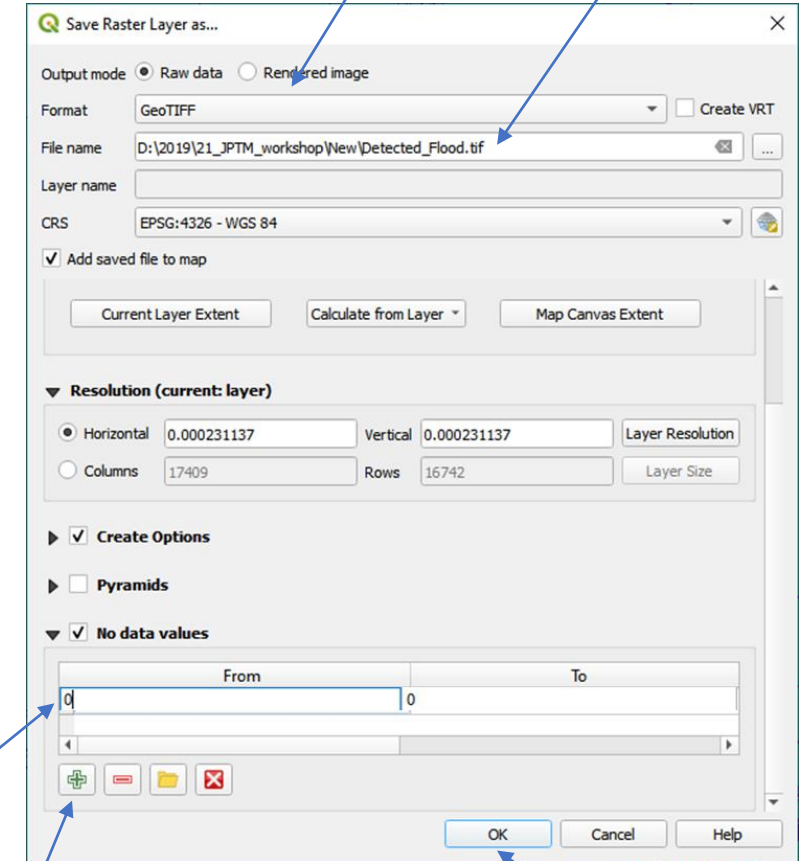 Save Raster Layer as...
Output mode Raw data Rendered image
Format GeoTIFF Create VRT
File name D:\2019\21_JPTM_workshop\New\Detected_Flood.tif ...
Layer name
CRS EPSG:4326 - WGS 84
Add saved file to map
Current Layer Extent Calculate from Layer Map Canvas Extent
Resolution (current: layer)
Horizontal 0.000231137 Vertical 0.000231137 Layer Resolution
Columns 17409 Rows 16742 Layer Size
Create Options
Pyramids
No data values
From To
0 0
OK Cancel Help